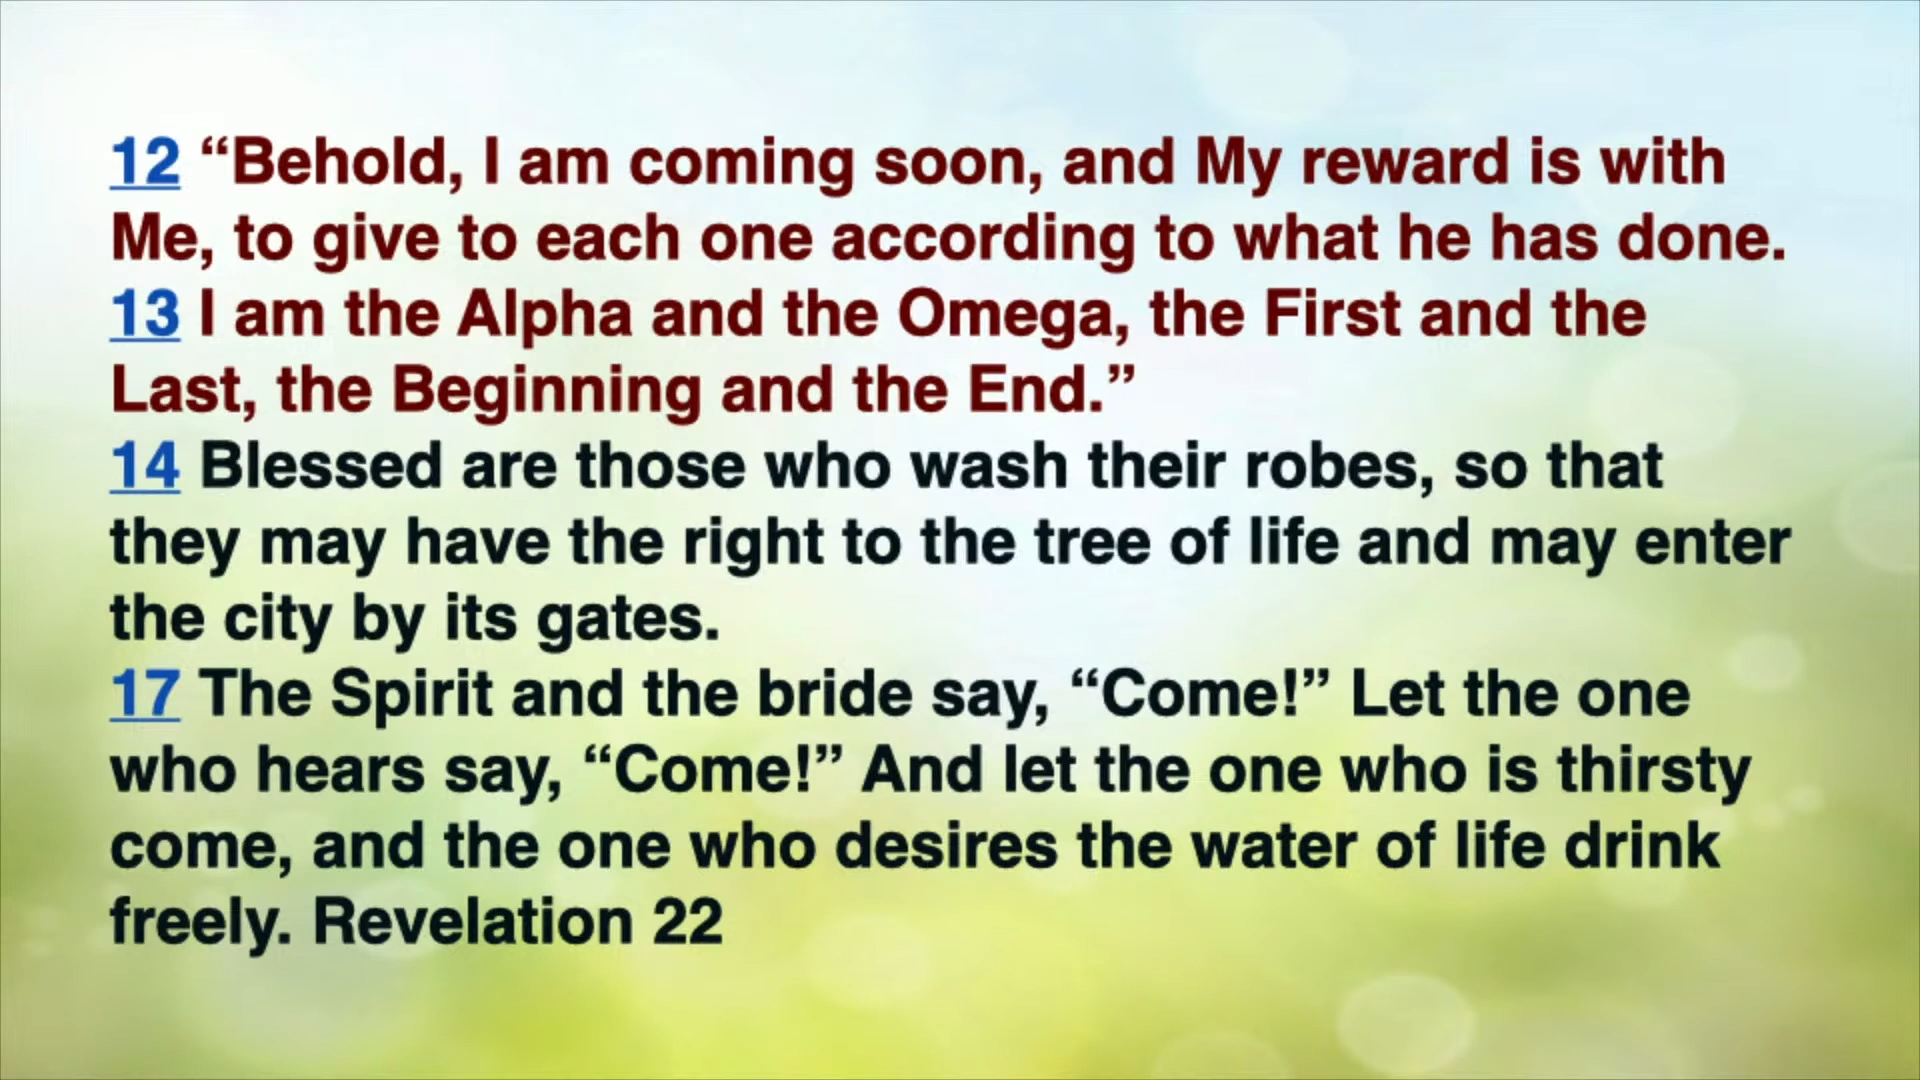 12 “Behold, I am coming soon, and My reward is with
Me, to give to each one according to what he has done.
13 I am the Alpha and the Omega, the First and the
Last, the Beginning and the End.”
14 Blessed are those who wash their robes, so that
they may have the right to the tree of life and may enter
the city by its gates.
17 The Spirit and the bride say, “Come!” Let the one
who hears say, “Come!” And let the one who is thirsty
come, and the one who desires the water of life drink
freely. Revelation 22